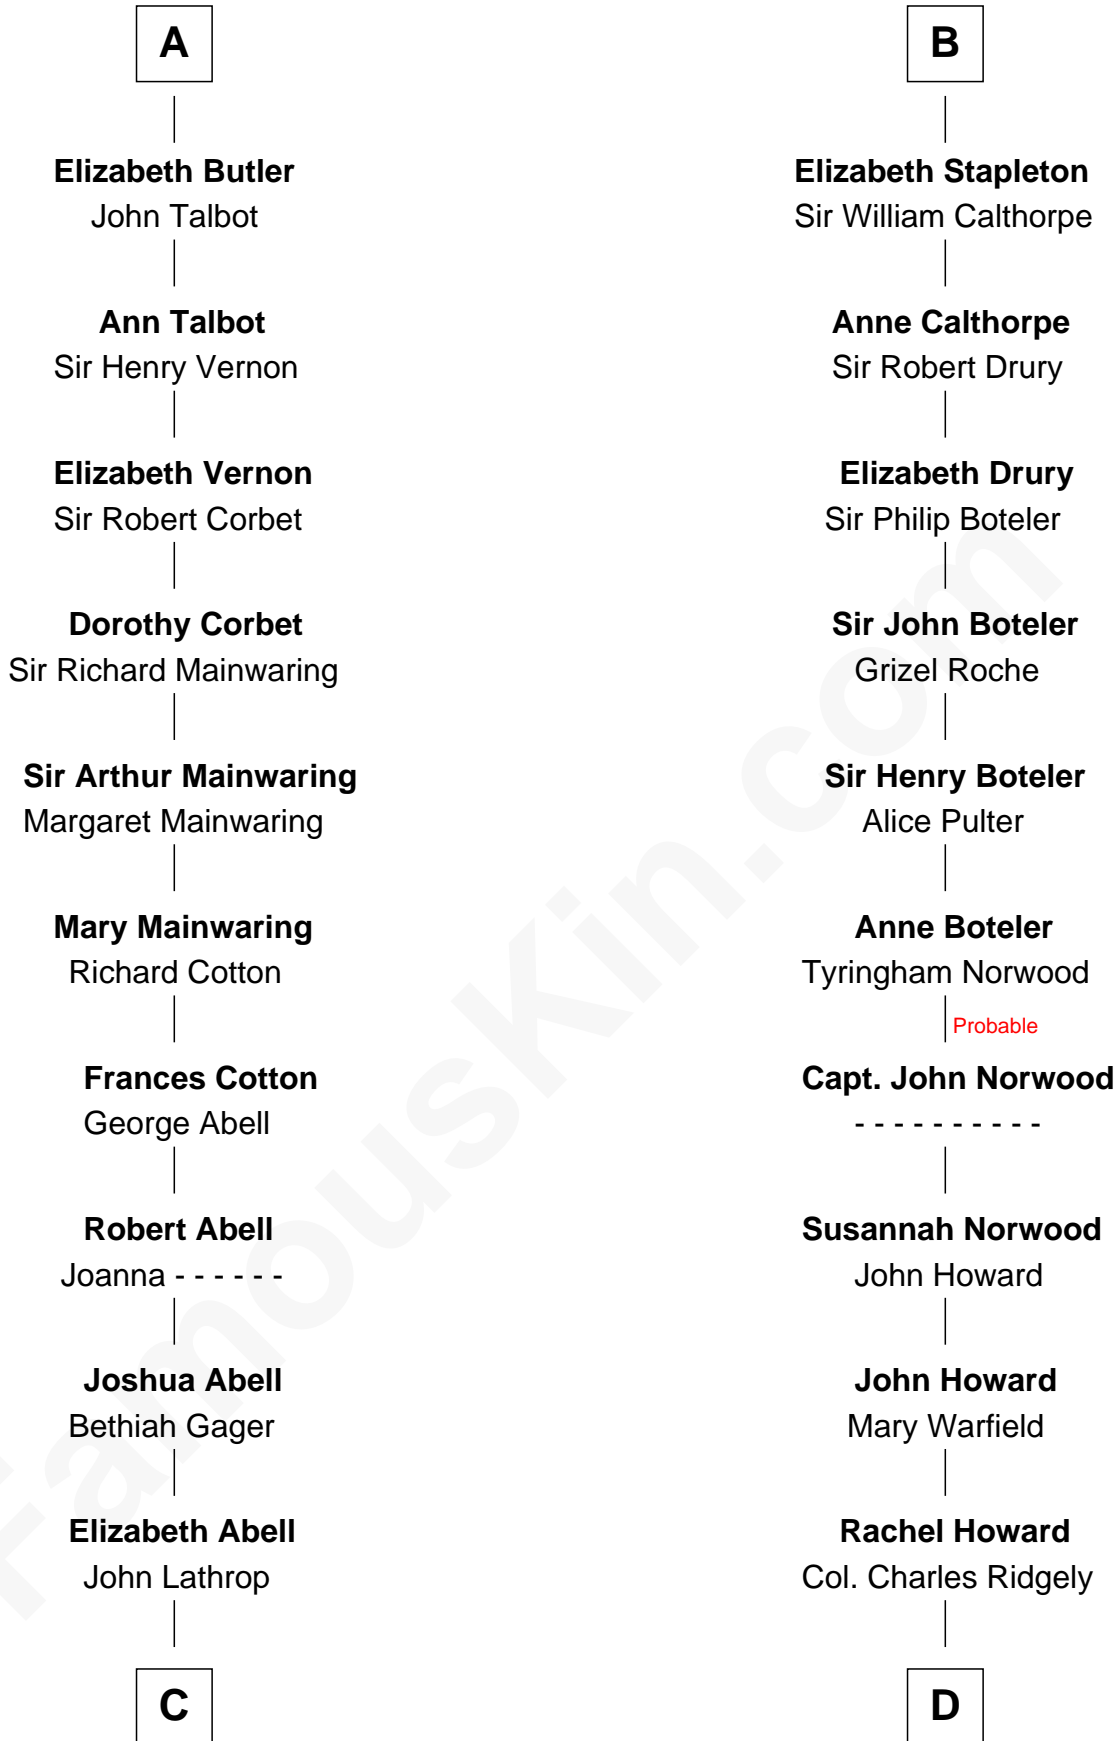 A
Elizabeth Butler
John Talbot
Ann Talbot
Sir Henry Vernon
Elizabeth Vernon
Sir Robert Corbet
Dorothy Corbet
Sir Richard Mainwaring
Sir Arthur Mainwaring
Margaret Mainwaring
Mary Mainwaring
Richard Cotton
Frances Cotton
George Abell
Robert Abell
Joanna - - - - - -
Joshua Abell
Bethiah Gager
Elizabeth Abell
John Lathrop
C
B
Elizabeth Stapleton
Sir William Calthorpe
Anne Calthorpe
Sir Robert Drury
Elizabeth Drury
Sir Philip Boteler
Sir John Boteler
Grizel Roche
Sir Henry Boteler
Alice Pulter
Anne Boteler
Tyringham Norwood
Probable
Capt. John Norwood
- - - - - - - - - -
Susannah Norwood
John Howard
John Howard
Mary Warfield
Rachel Howard
Col. Charles Ridgely
D
FamousKin.com